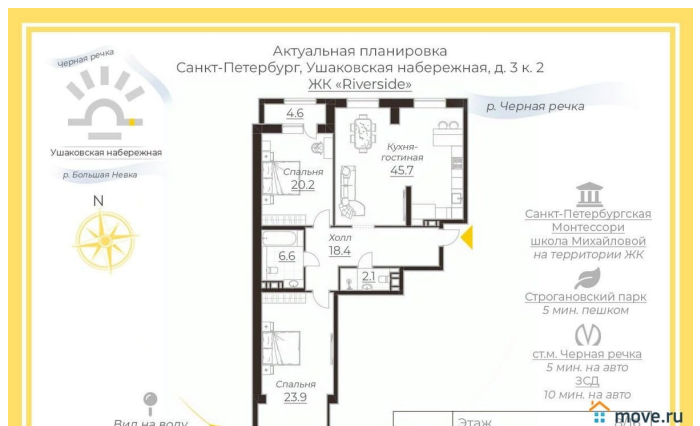 Актуальная планировка
Санкт-Петербург, Ушаковская набережная, д. 3 к. 2
ЖК «Riverside»
Черная речка
Ушаковская набережная
р. Большая Невка
N
р. Черная речка
4.6
Спальня
20.2
Кухня-
гостиная
45.7
Холл
18.4
6.6
2.1
Спальня
23.9
Санкт-Петербургская
Монтессори
школа Михайловой
на территории ЖК
Строгановский парк
5 мин. пешком
ст.м. Черная речка
5 мин. на авто
ЗСД
10 мин. на авто
Вид на воду
Этаж
move.ru